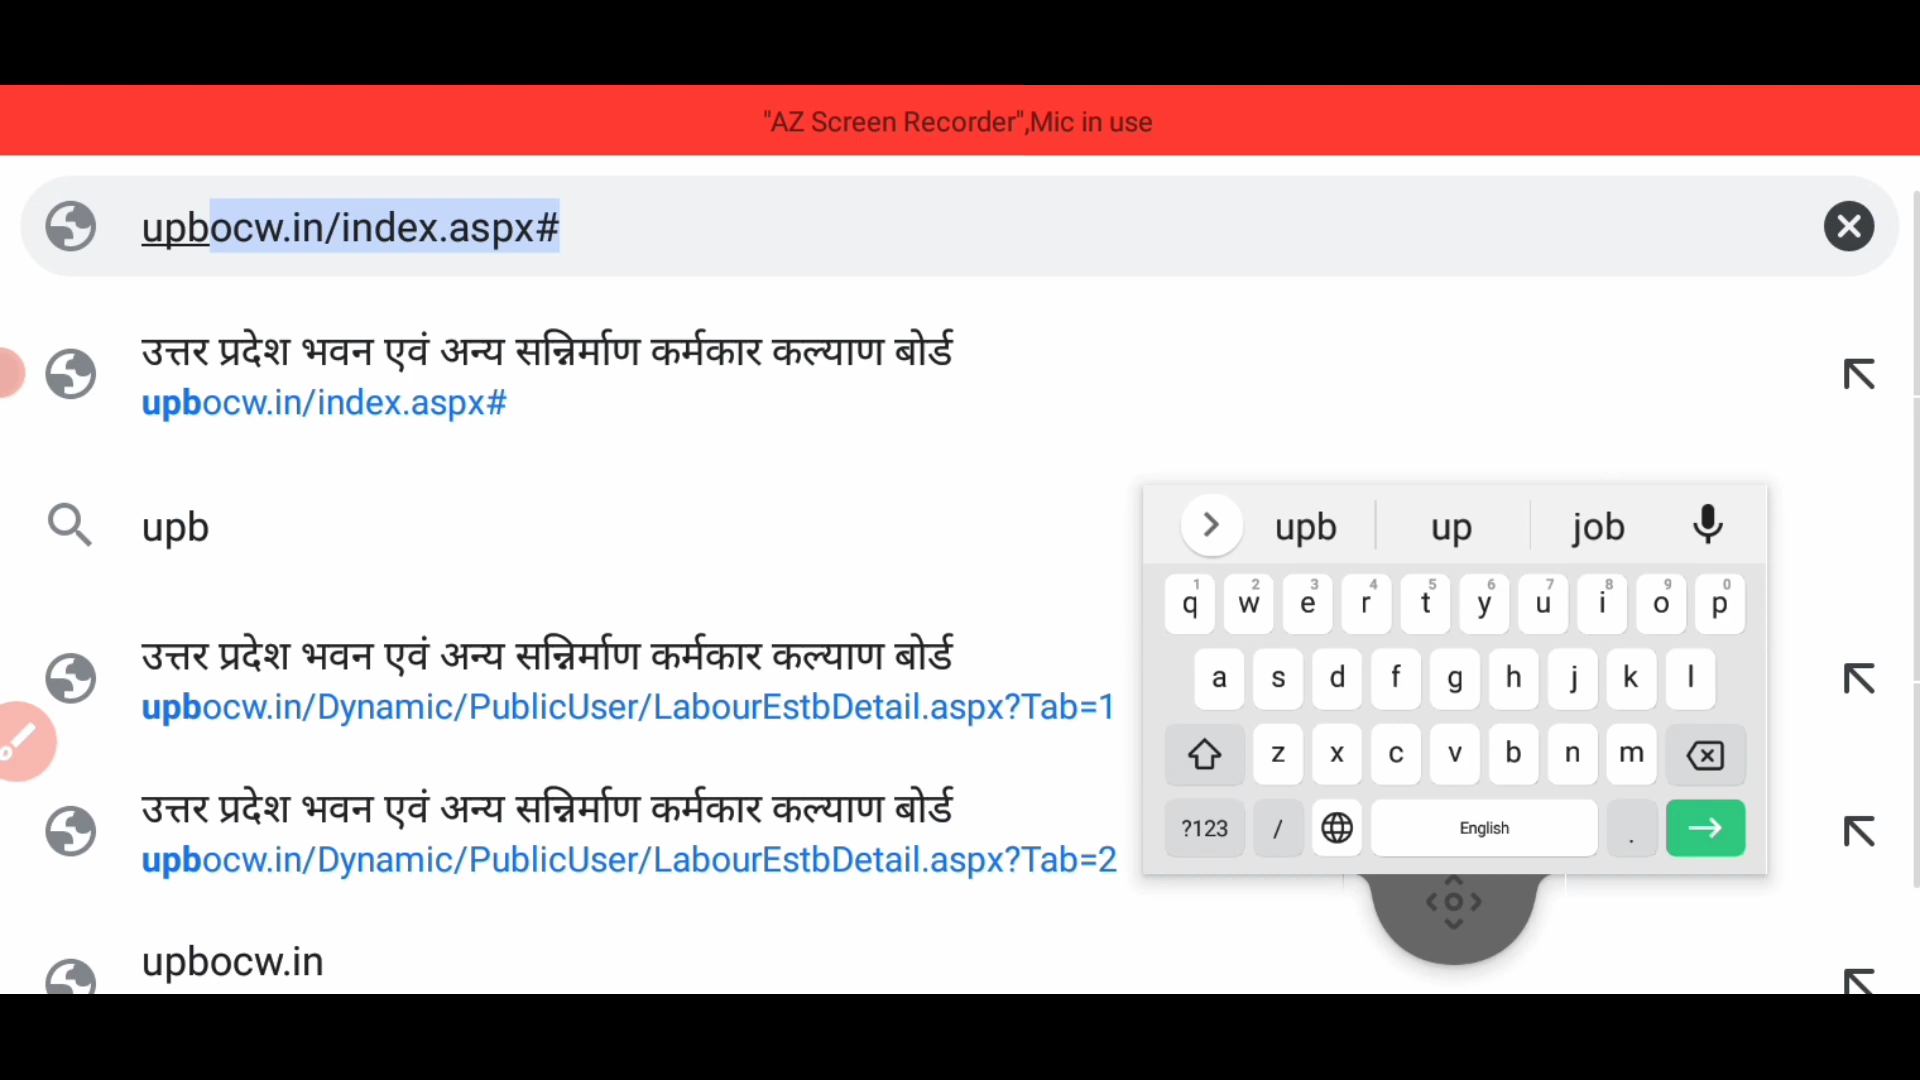 "AZ Screen Recorder",Mic in use
upbocw.in/index.aspx#
उत्तर प्रदेश भवन एवं अन्य सन्निर्माण कर्मकार कल्याण बोर्ड
upbocw.in/index.aspx#
upb
उत्तर प्रदेश भवन एवं अन्य सन्निर्माण कर्मकार कल्याण बोर्ड
upbocw.in/Dynamic/PublicUser/LabourEstbDetail.aspx?Tab=1
उत्तर प्रदेश भवन एवं अन्य सन्निर्माण कर्मकार कल्याण बोर्ड
upbocw.in/Dynamic/PublicUser/LabourEstbDetail.aspx?Tab=2
upbocw.in
upb up job
1 2 3 4 5 6 7 8 9 0
q w e r t y u i o p
a s d f g h j k l
z x c v b n m
?123 / English .